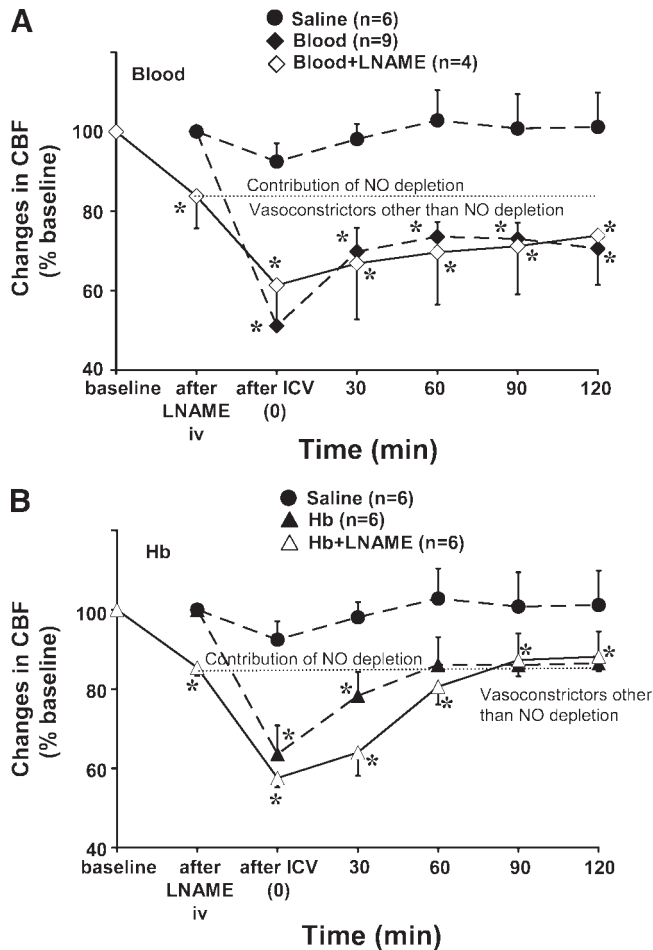 A
Saline (n=6)
Blood (n=9)
Blood+LNAME (n=4)
Blood
100
80
60
40
Changes in CBF
(% baseline)
Contribution of NO depletion
Vasoconstrictors other than NO depletion
*
*
*
*
*
*
*
*
*
*
*
baseline
after
LNAME
iv
after ICV
(0)
30
60
90
120
Time (min)
B
Saline (n=6)
Hb (n=6)
Hb+LNAME (n=6)
Hb
100
80
60
40
Changes in CBF
(% baseline)
Contribution of NO depletion
Vasoconstrictors other
than NO depletion
*
*
*
*
*
*
*
*
baseline
after
LNAME
iv
after ICV
(0)
30
60
90
120
Time (min)